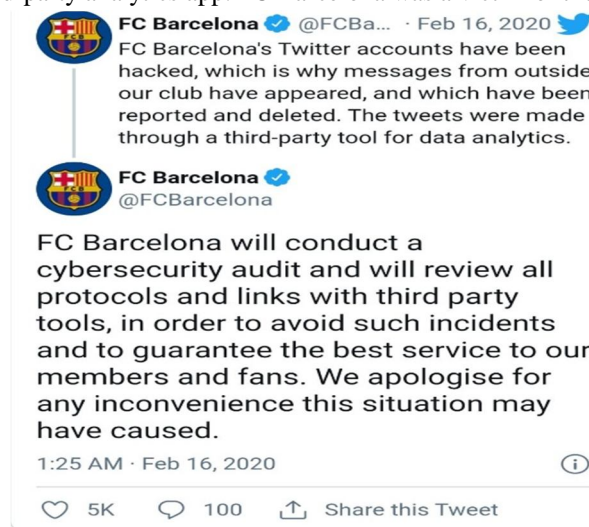 FC Barcelona @FCBa... · Feb 16, 2020
FC Barcelona's Twitter accounts have been
hacked, which is why messages from outside
our club have appeared, and which have been
reported and deleted. The tweets were made
through a third-party tool for data analytics.
FC Barcelona
@FCBarcelona
FC Barcelona will conduct a
cybersecurity audit and will review all
protocols and links with third party
tools, in order to avoid such incidents
and to guarantee the best service to our
members and fans. We apologise for
any inconvenience this situation may
have caused.
1:25 AM · Feb 16, 2020
5K 100 Share this Tweet